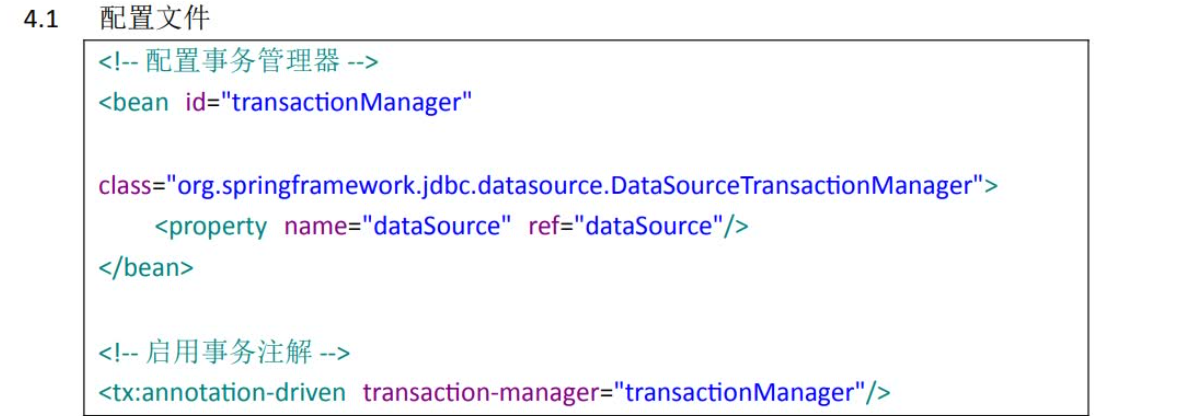 4.1 配置文件
<!-- 配置事务管理器 -->
<bean id="transactionManager"
class="org.springframework.jdbc.datasource.DataSourceTransactionManager">
<property name="dataSource" ref="dataSource"/>
</bean>
<!-- 启用事务注解 -->
<tx:annotation-driven transaction-manager="transactionManager"/>